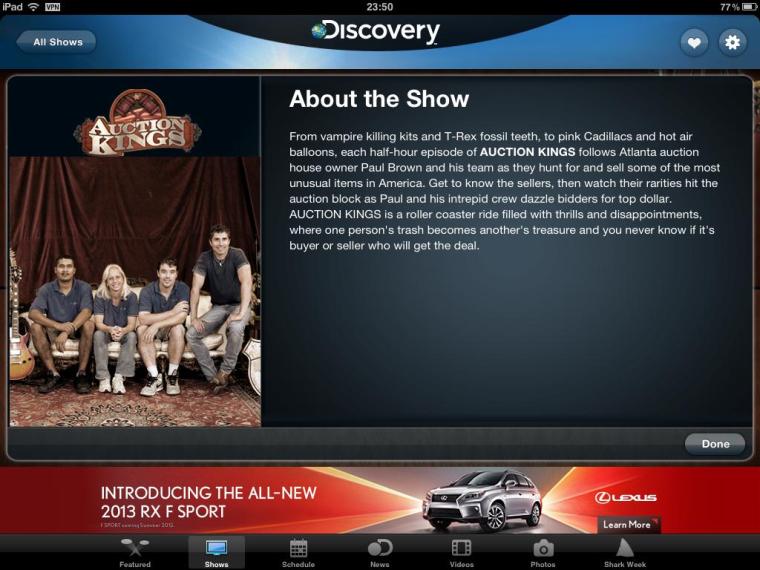 iPad VPN 23:50 77%
All Shows
Discovery
AUCTION
KINGS
About the Show
From vampire killing kits and T-Rex fossil teeth, to pink Cadillacs and hot air
balloons, each half-hour episode of AUCTION KINGS follows Atlanta auction
house owner Paul Brown and his team as they hunt for and sell some of the most
unusual items in America. Get to know the sellers, then watch their rarities hit the
auction block as Paul and his intrepid crew dazzle bidders for top dollar.
AUCTION KINGS is a roller coaster ride filled with thrills and disappointments,
where one person's trash becomes another's treasure and you never know if it's
buyer or seller who will get the deal.
Done
INTRODUCING THE ALL-NEW
2013 RX F SPORT
F SPORT coming Summer 2012.
LEXUS
Learn More
Featured Shows Schedule News Videos Photos Shark Week